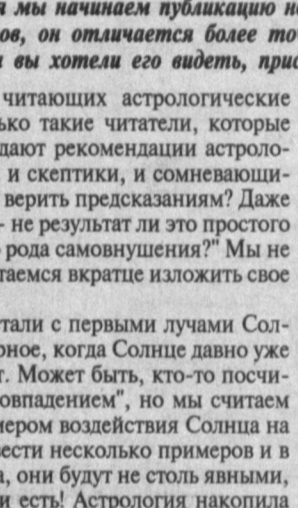 я мы начинаем публикацию н
ов, он отличается более то
а вы хотели его видеть, прис
читающих астрологические
ько такие читатели, которые
дают рекомендации астроло-
и скептики, и сомневающи-
верить предсказаниям? Даже
- не результат ли это простого
рода самовнушения?" Мы не
таемся вкратце изложить свое
тали с первыми лучами Сол-
рное, когда Солнце давно уже
т. Может быть, кто-то посчи-
овпадением", но мы считаем
мером воздействия Солнца на
вести несколько примеров и в
а, они будут не столь явными,
и есть! Астрология накопила